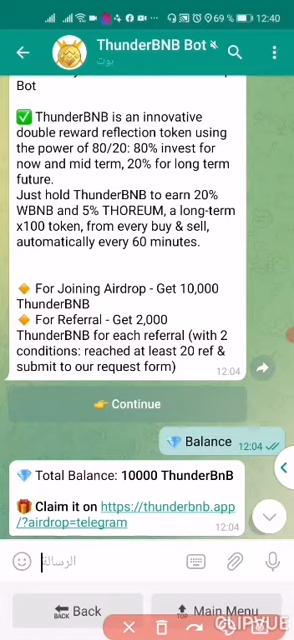 69 % 12:40
ThunderBNB Bot
بوت
Bot
✅ ThunderBNB is an innovative
double reward reflection token using
the power of 80/20: 80% invest for
now and mid term, 20% for long term
future.
Just hold ThunderBNB to earn 20%
WBNB and 5% THOREUM, a long-term
x100 token, from every buy & sell,
automatically every 60 minutes.
🔸 For Joining Airdrop - Get 10,000
ThunderBNB
🔸 For Referral - Get 2,000
ThunderBNB for each referral (with 2
conditions: reached at least 20 ref &
submit to our request form)
12:04
👉 Continue
💎 Balance 12:04
💎 Total Balance: 10000 ThunderBnB
🎁 Claim it on https://thunderbnb.app
/?airdrop=telegram
12:04
الرسالة
BACK Back
TOP Main Menu
CLIPVUE